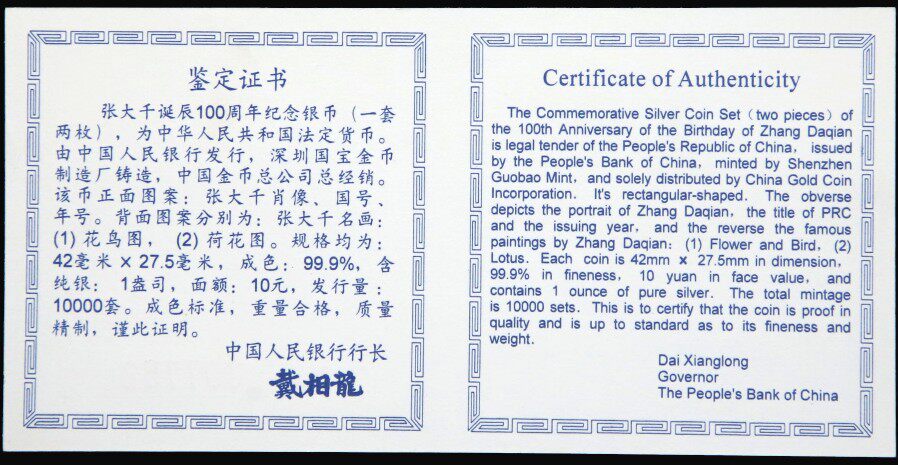 鉴定证书
张大千诞辰100周年纪念银币（一套
两枚），为中华人民共和国法定货币。
由中国人民银行发行，深圳国宝金币
制造厂铸造，中国金币总公司总经销。
该币正面图案：张大千肖像、国号、
年号。背面图案分别为：张大千名画：
(1) 花鸟图，(2) 荷花图。规格均为：
42毫米 × 27.5毫米，成色：99.9%，含
纯银：1盎司，面额：10元，发行量：
10000套。成色标准，重量合格，质量
精制，谨此证明。
中国人民银行行长
戴相龍
Certificate of Authenticity
The Commemorative Silver Coin Set（two pieces）of
the 100th Anniversary of the Birthday of Zhang Daqian
is legal tender of the People's Republic of China，issued
by the People's Bank of China，minted by Shenzhen
Guobao Mint，and solely distributed by China Gold Coin
Incorporation. It's rectangular-shaped. The obverse
depicts the portrait of Zhang Daqian，the title of PRC
and the issuing year，and the reverse the famous
paintings by Zhang Daqian:（1）Flower and Bird，（2）
Lotus. Each coin is 42mm × 27.5mm in dimension，
99.9% in fineness，10 yuan in face value，and
contains 1 ounce of pure silver. The total mintage
is 10000 sets. This is to certify that the coin is proof in
quality and is up to standard as to its fineness and
weight.
Dai Xianglong
Governor
The People's Bank of China